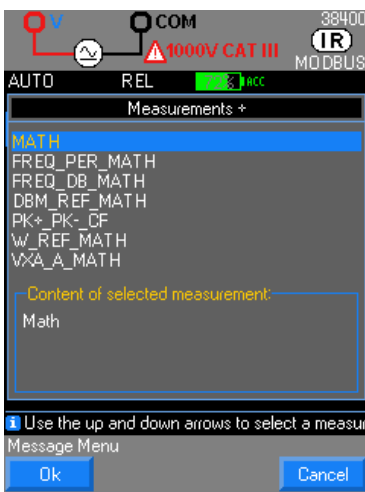 V COM 38400
1000V CAT III IR
MODBUS
AUTO REL 72% ACC
Measurements +
MATH
FREQ_PER_MATH
FREQ_DB_MATH
DBM_REF_MATH
PK+_PK-_CF
W_REF_MATH
VXA_A_MATH
Content of selected measurement:
Math
i Use the up and down arrows to select a measur
Message Menu
Ok Cancel